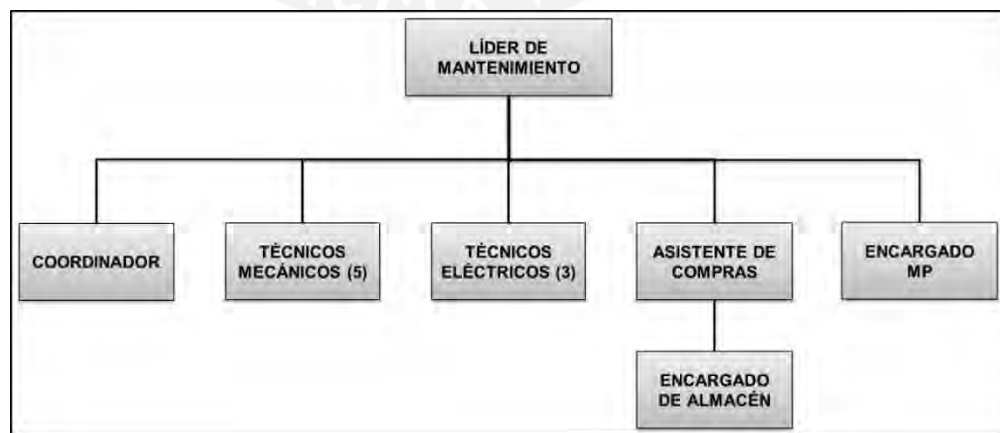 LÍDER DE
MANTENIMIENTO
COORDINADOR
TÉCNICOS
MECÁNICOS (5)
TÉCNICOS
ELÉCTRICOS (3)
ASISTENTE DE
COMPRAS
ENCARGADO
MP
ENCARGADO
DE ALMACÉN